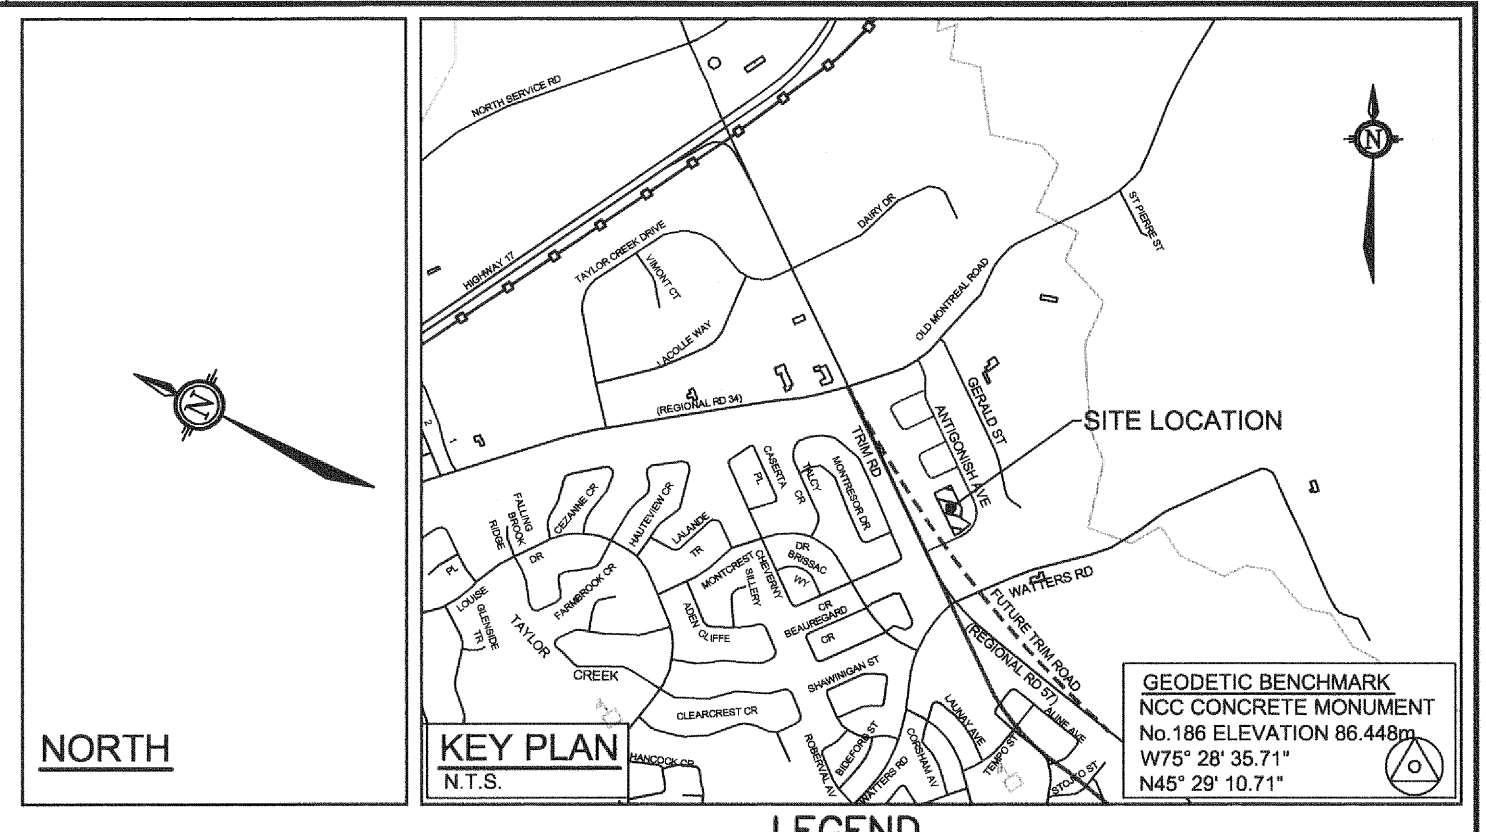 N
NORTH
NORTH SERVICE RD
HIGHWAY 17
TAYLOR CREEK DRIVE
VIMONT CT
LACOLLE WAY
DAIRY DR
N
ST PIERRE ST
OLD MONTREAL ROAD
(REGIONAL RD 34)
GERALD ST
ANTIGONISH AVE
SITE LOCATION
TRIM RD
2
1
CASERTA
PL
TALCY
CR
MONTRESOR DR
FALLING
BROOK
RIDGE
CEZANNE CR
HAUTEVIEW CR
LALANDE
TR
DR
PL
LOUISE
GLENSIDE
TR
FARMBROOK CR
MONTCREST
DR
BRISSAC
WY
CHEVERNY
SILLERY
ADEN
CLIFFE
CR
BEAUREGARD
CR
WATTERS RD
FUTURE TRIM ROAD
(REGIONAL RD 57)
TAYLOR
CREEK
SHAWINIGAN ST
CLEARCREST CR
ROBERVAL AV
BIDEFORD ST
WATTERS RD
CORSHAM AV
LAUNAY AVE
TEMPO ST
ALINE AVE
STOJKO ST
HANCOCK CR
KEY PLAN
N.T.S.
GEODETIC BENCHMARK
NCC CONCRETE MONUMENT
No.186 ELEVATION 86.448m
W75° 28' 35.71"
N45° 29' 10.71"
LEGEND